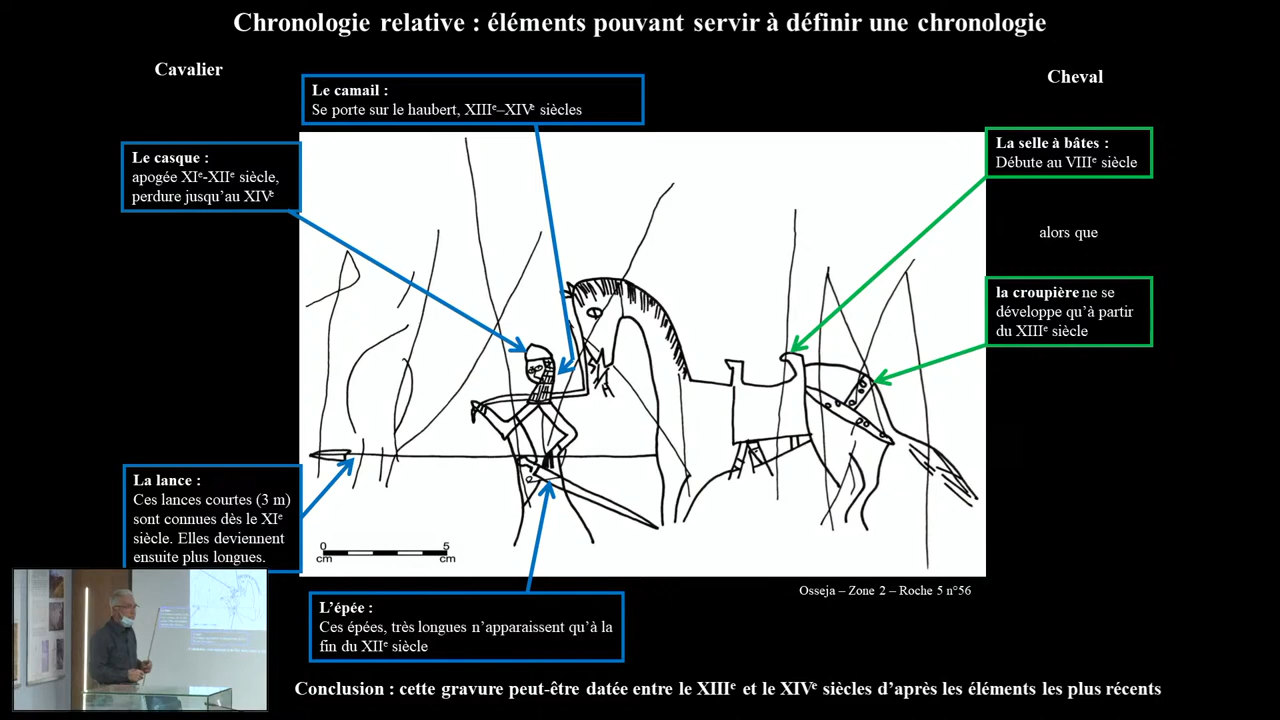 Chronologie relative : éléments pouvant servir à définir une chronologie
Cavalier
Cheval
Le camail :
Se porte sur le haubert, XIIIe–XIVe siècles
Le casque :
apogée XIe-XIIe siècle,
perdure jusqu’au XIVe
La selle à bâtes :
Débute au VIIIe siècle
alors que
la croupière ne se
développe qu’à partir
du XIIIe siècle
La lance :
Ces lances courtes (3 m)
sont connues dès le XIe
siècle. Elles deviennent
ensuite plus longues.
0 5
cm cm
Osseja – Zone 2 – Roche 5 n°56
L’épée :
Ces épées, très longues n’apparaissent qu’à la
fin du XIIe siècle
Conclusion : cette gravure peut-être datée entre le XIIIe et le XIVe siècles d’après les éléments les plus récents